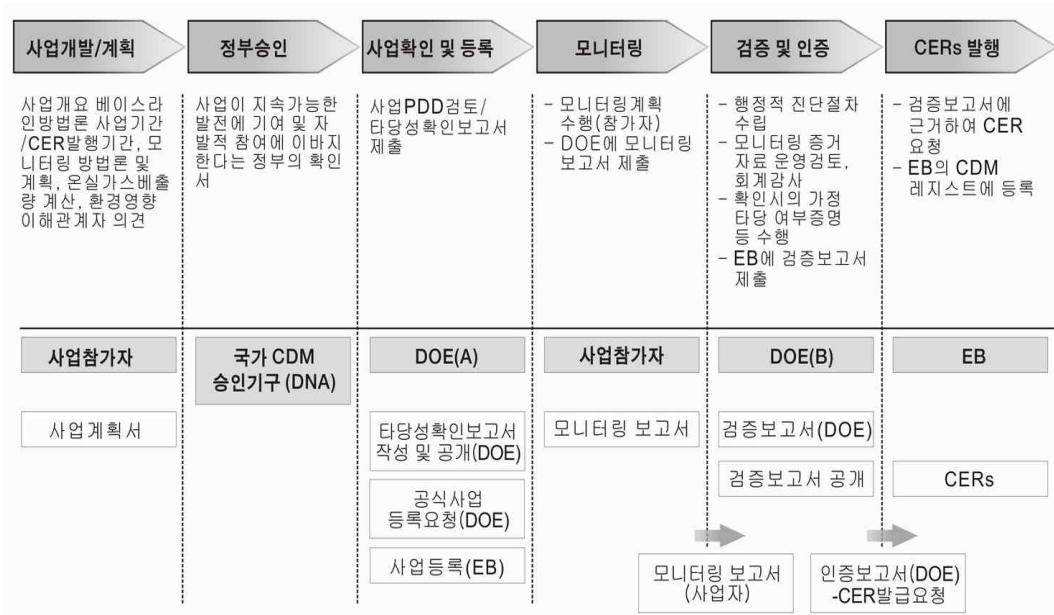 사업개발/계획
정부승인
사업확인 및 등록
모니터링
검증 및 인증
CERs 발행
사업개요 베이스라
인방법론 사업기간
/CER발행기간, 모
니터링 방법론 및
계획, 온실가스베출
량 계산, 환경영향
이해관계자 의견
사업이 지속가능한
발전에 기여 및 자
발적 참여에 이바지
한다는 정부의 확인
서
사업PDD검토/
타당성확인보고서
제출
– 모니터링계획
수행(참가자)
– DOE에 모니터링
보고서 제출
– 행정적 진단절차
수립
– 모니터링 증거
자료 운영검토,
회계감사
– 확인시의 가정
타당 여부증명
등 수행
– EB에 검증보고서
제출
– 검증보고서에
근거하여 CER
요청
– EB의 CDM
레지스트에 등록
사업참가자
국가 CDM
승인기구 (DNA)
DOE(A)
사업참가자
DOE(B)
EB
사업계획서
타당성확인보고서
작성 및 공개(DOE)
모니터링 보고서
검증보고서(DOE)
공식사업
등록요청(DOE)
검증보고서 공개
CERs
사업등록(EB)
모니터링 보고서
(사업자)
인증보고서(DOE)
-CER발급요청